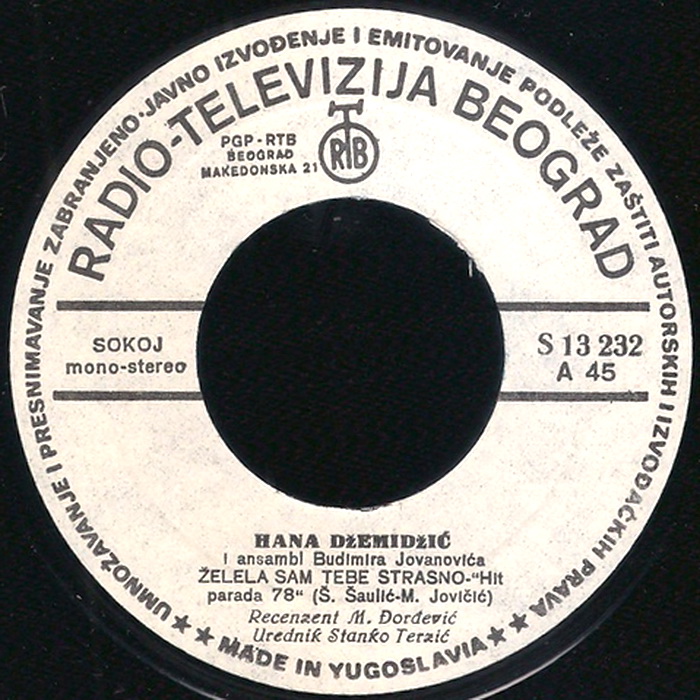 UMNOŽAVANJE I PRESNIMAVANJE ZABRANJENO·JAVNO IZVOĐENJE I EMITOVANJE PODLEŽE ZAŠTITI AUTORSKIH I IZVOĐAČKIH PRAVA
RADIO-TELEVIZIJA BEOGRAD
PGP-RTB
BEOGRAD
MAKEDONSKA 21
RTB
SOKOJ
mono-stereo
S 13 232
A 45
HANA DžEMIDžIĆ
i ansambl Budimira Jovanovića
ŽELELA SAM TEBE STRASNO-"Hit
parada 78" (Š. Šaulić-M. Jovičić)
Recenzent M. Đorđević
Urednik Stanko Terzić
★★ MADE IN YUGOSLAVIA ★★